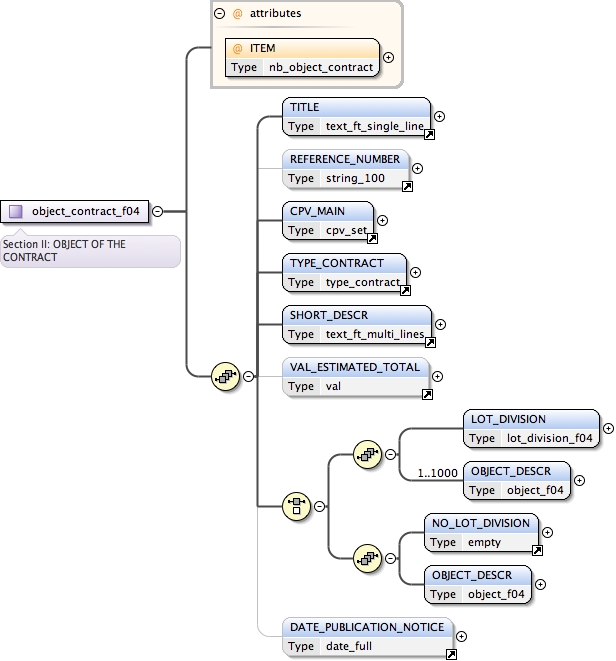 @ attributes
@ ITEM
Type nb_object_contract
TITLE
Type text_ft_single_line
REFERENCE_NUMBER
Type string_100
object_contract_f04
CPV_MAIN
Type cpv_set
Section II: OBJECT OF THE
CONTRACT
TYPE_CONTRACT
Type type_contract
SHORT_DESCR
Type text_ft_multi_lines
VAL_ESTIMATED_TOTAL
Type val
LOT_DIVISION
Type lot_division_f04
1..1000
OBJECT_DESCR
Type object_f04
NO_LOT_DIVISION
Type empty
OBJECT_DESCR
Type object_f04
DATE_PUBLICATION_NOTICE
Type date_full